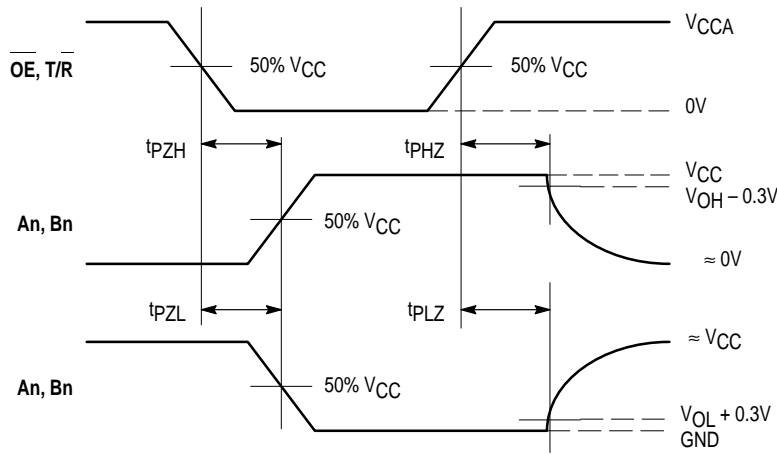 VCCA
OE, T/R
50% VCC
50% VCC
0V
tPZH
tPHZ
VCC
VOH – 0.3V
An, Bn
50% VCC
≈ 0V
tPZL
tPLZ
≈ VCC
An, Bn
50% VCC
VOL + 0.3V
GND